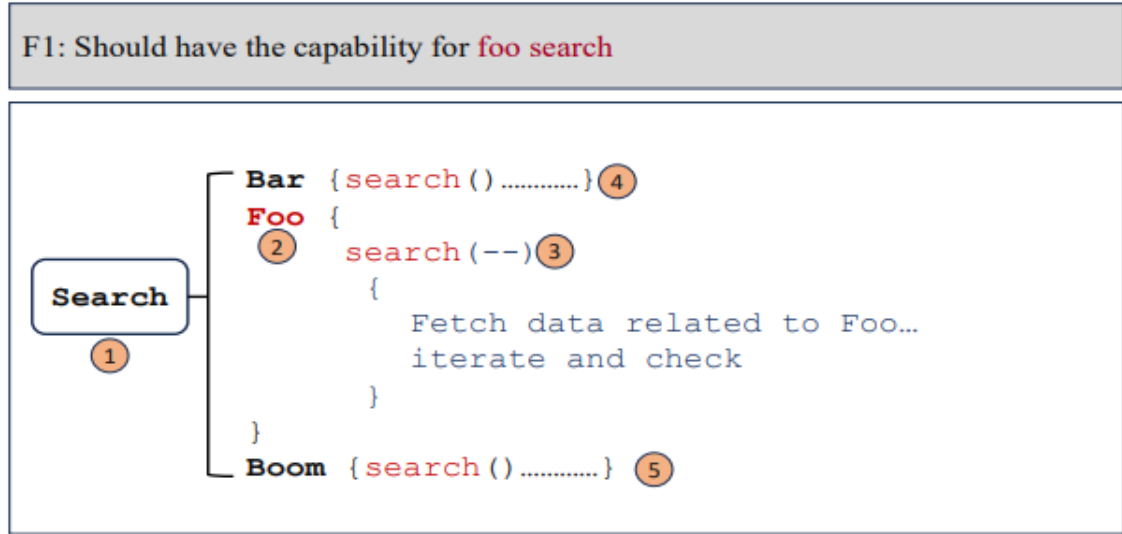 F1: Should have the capability for foo search
Bar {search()…………} 4
Foo {
2
search(--) 3
{
Search
Fetch data related to Foo…
1
iterate and check
}
}
Boom {search()…………} 5